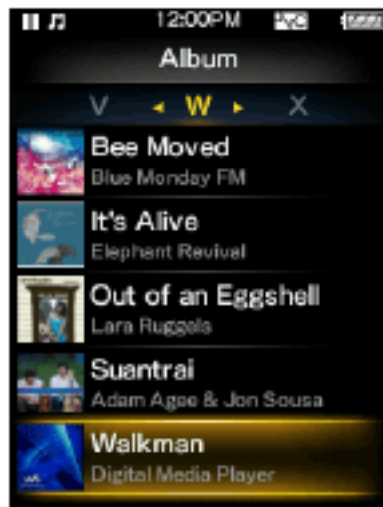 12:00PM
Album
V W X
Bee Moved
Blue Monday FM
It's Alive
Elephant Revival
Out of an Eggshell
Lara Ruggels
Suantrai
Adam Agee & Jon Sousa
Walkman
Digital Media Player